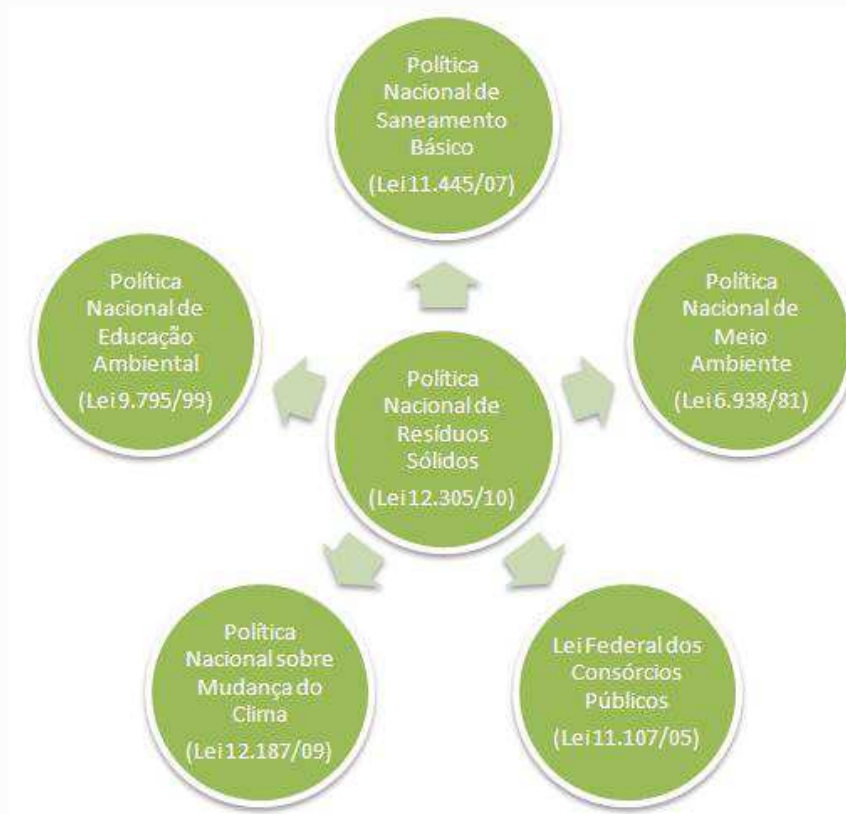 Política
Nacional de
Saneamento
Básico
(Lei 11.445/07)
Política
Nacional de
Educação
Ambiental
(Lei 9.795/99)
Política
Nacional de
Meio
Ambiente
(Lei 6.938/81)
Política
Nacional de
Resíduos
Sólidos
(Lei 12.305/10)
Política
Nacional sobre
Mudança do
Clima
(Lei 12.187/09)
Lei Federal dos
Consórcios
Públicos
(Lei 11.107/05)